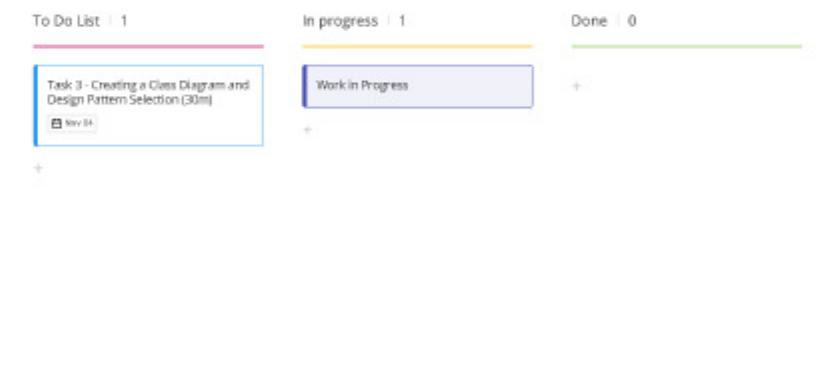 To Do List | 1
Task 3 - Creating a Class Diagram and
Design Pattern Selection (30m)
Nov 04
+
In progress | 1
Work in Progress
+
Done | 0
+